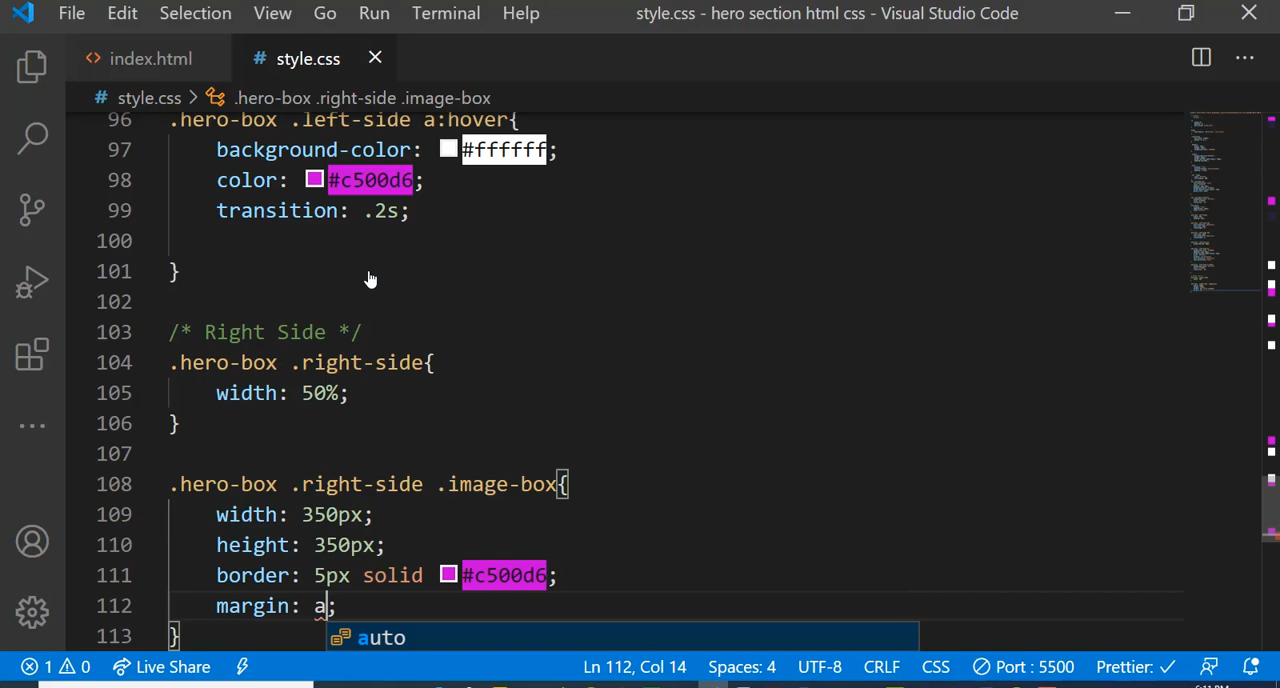 File Edit Selection View Go Run Terminal Help style.css - hero section html css - Visual Studio Code
<> index.html # style.css
# style.css > .hero-box .right-side .image-box
96 .hero-box .left-side a:hover{
97 background-color: #ffffff;
98 color: #c500d6;
99 transition: .2s;
100
101 }
102
103 /* Right Side */
104 .hero-box .right-side{
105 width: 50%;
106 }
107
108 .hero-box .right-side .image-box{
109 width: 350px;
110 height: 350px;
111 border: 5px solid #c500d6;
112 margin: a;
113 }
auto
1 0 Live Share Ln 112, Col 14 Spaces: 4 UTF-8 CRLF CSS Port : 5500 Prettier: ✓